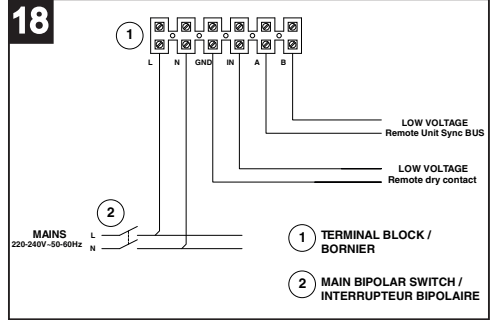 18
1
L N GND IN A B
LOW VOLTAGE
Remote Unit Sync BUS
LOW VOLTAGE
Remote dry contact
2
MAINS
220-240V~50-60Hz
L
N
1 TERMINAL BLOCK /
BORNIER
2 MAIN BIPOLAR SWITCH /
INTERRUPTEUR BIPOLAIRE